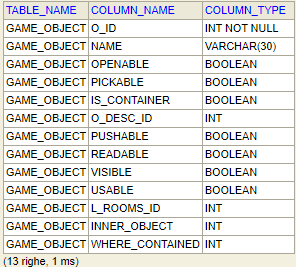 TABLE_NAME COLUMN_NAME COLUMN_TYPE
GAME_OBJECT O_ID INT NOT NULL
GAME_OBJECT NAME VARCHAR(30)
GAME_OBJECT OPENABLE BOOLEAN
GAME_OBJECT PICKABLE BOOLEAN
GAME_OBJECT IS_CONTAINER BOOLEAN
GAME_OBJECT O_DESC_ID INT
GAME_OBJECT PUSHABLE BOOLEAN
GAME_OBJECT READABLE BOOLEAN
GAME_OBJECT VISIBLE BOOLEAN
GAME_OBJECT USABLE BOOLEAN
GAME_OBJECT L_ROOMS_ID INT
GAME_OBJECT INNER_OBJECT INT
GAME_OBJECT WHERE_CONTAINED INT
(13 righe, 1 ms)